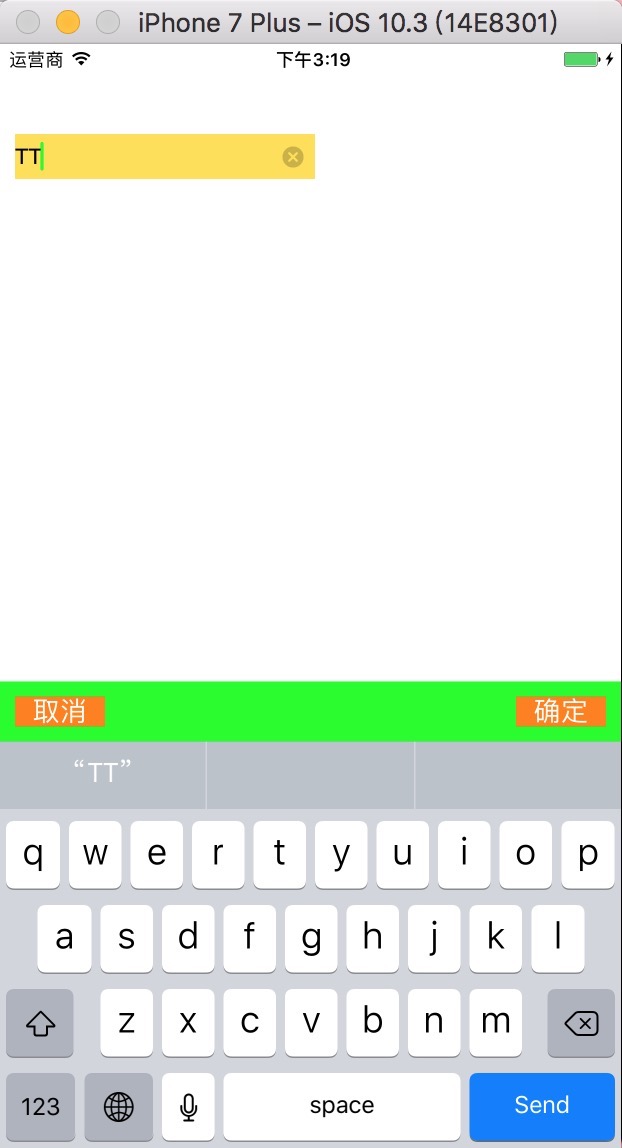 iPhone 7 Plus – iOS 10.3 (14E8301)
运营商 下午3:19
TT
取消 确定
“TT”
q w e r t y u i o p
a s d f g h j k l
z x c v b n m
123 space Send